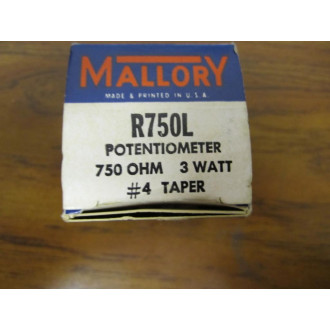 MALLORY
MADE & PRINTED IN U.S.A.
R750L
POTENTIOMETER
750 OHM 3 WATT
#4 TAPER